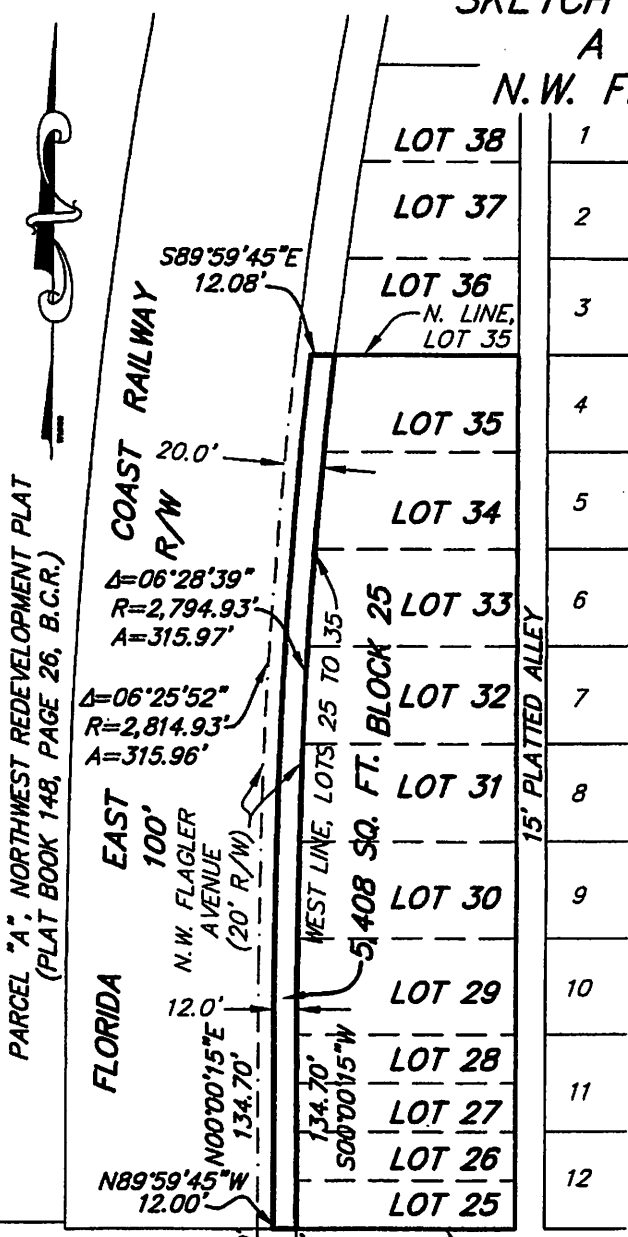 SKETCH
A
N.W. F
LOT 38
LOT 37
LOT 36
N. LINE,
LOT 35
LOT 35
LOT 34
LOT 33
LOT 32
LOT 31
LOT 30
LOT 29
LOT 28
LOT 27
LOT 26
LOT 25
1
2
3
4
5
6
7
8
9
10
11
12
15' PLATTED ALLEY
BLOCK 25
5,408 SQ. FT.
WEST LINE, LOTS 25 TO 35
S89°59'45"E
12.08'
20.0'
Δ=06°28'39"
R=2,794.93'
A=315.97'
Δ=06°25'52"
R=2,814.93'
A=315.96'
N.W. FLAGLER
AVENUE
(20' R/W)
12.0'
N00°00'15"E
134.70'
134.70'
S00°00'15"W
N89°59'45"W
12.00'
FLORIDA EAST COAST RAILWAY
100' R/W
PARCEL "A", NORTHWEST REDEVELOPMENT PLAT
(PLAT BOOK 148, PAGE 26, B.C.R.)